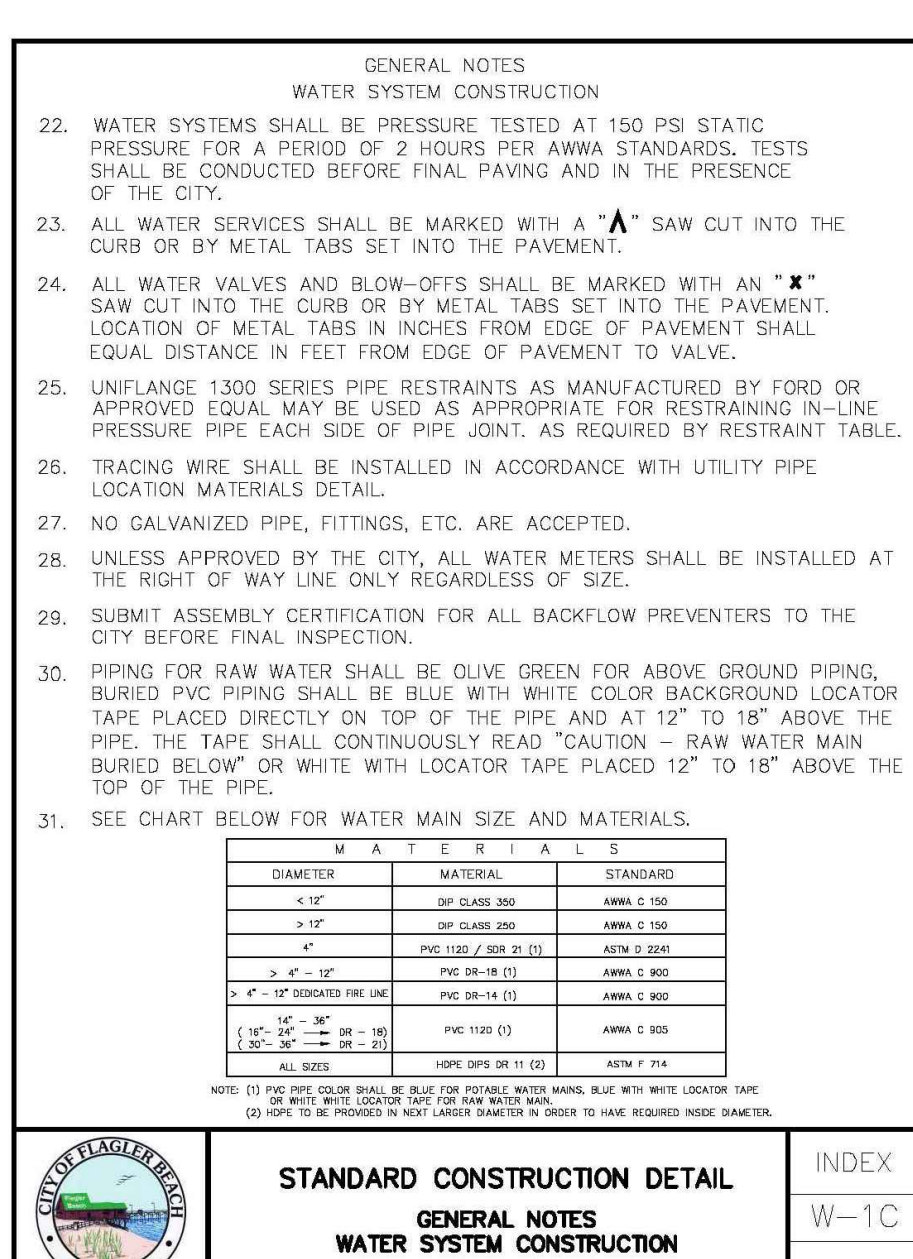 GENERAL NOTES
WATER SYSTEM CONSTRUCTION
22. WATER SYSTEMS SHALL BE PRESSURE TESTED AT 150 PSI STATIC
PRESSURE FOR A PERIOD OF 2 HOURS PER AWWA STANDARDS. TESTS
SHALL BE CONDUCTED BEFORE FINAL PAVING AND IN THE PRESENCE
OF THE CITY.
23. ALL WATER SERVICES SHALL BE MARKED WITH A "Λ" SAW CUT INTO THE
CURB OR BY METAL TABS SET INTO THE PAVEMENT.
24. ALL WATER VALVES AND BLOW-OFFS SHALL BE MARKED WITH AN "X"
SAW CUT INTO THE CURB OR BY METAL TABS SET INTO THE PAVEMENT.
LOCATION OF METAL TABS IN INCHES FROM EDGE OF PAVEMENT SHALL
EQUAL DISTANCE IN FEET FROM EDGE OF PAVEMENT TO VALVE.
25. UNIFLANGE 1300 SERIES PIPE RESTRAINTS AS MANUFACTURED BY FORD OR
APPROVED EQUAL MAY BE USED AS APPROPRIATE FOR RESTRAINING IN-LINE
PRESSURE PIPE EACH SIDE OF PIPE JOINT. AS REQUIRED BY RESTRAINT TABLE.
26. TRACING WIRE SHALL BE INSTALLED IN ACCORDANCE WITH UTILITY PIPE
LOCATION MATERIALS DETAIL.
27. NO GALVANIZED PIPE, FITTINGS, ETC. ARE ACCEPTED.
28. UNLESS APPROVED BY THE CITY, ALL WATER METERS SHALL BE INSTALLED AT
THE RIGHT OF WAY LINE ONLY REGARDLESS OF SIZE.
29. SUBMIT ASSEMBLY CERTIFICATION FOR ALL BACKFLOW PREVENTERS TO THE
CITY BEFORE FINAL INSPECTION.
30. PIPING FOR RAW WATER SHALL BE OLIVE GREEN FOR ABOVE GROUND PIPING,
BURIED PVC PIPING SHALL BE BLUE WITH WHITE COLOR BACKGROUND LOCATOR
TAPE PLACED DIRECTLY ON TOP OF THE PIPE AND AT 12" TO 18" ABOVE THE
PIPE. THE TAPE SHALL CONTINUOUSLY READ "CAUTION – RAW WATER MAIN
BURIED BELOW" OR WHITE WITH LOCATOR TAPE PLACED 12" TO 18" ABOVE THE
TOP OF THE PIPE.
31. SEE CHART BELOW FOR WATER MAIN SIZE AND MATERIALS.
M A T E R I A L S
DIAMETER MATERIAL STANDARD
< 12" DIP CLASS 350 AWWA C 150
> 12" DIP CLASS 250 AWWA C 150
4" PVC 1120 / SDR 21 (1) ASTM D 2241
> 4" – 12" PVC DR-18 (1) AWWA C 900
> 4" – 12" DEDICATED FIRE LINE PVC DR-14 (1) AWWA C 900
14" – 36"
( 16"– 24" → DR – 18) PVC 1120 (1) AWWA C 905
( 30"– 36" → DR – 21)
ALL SIZES HDPE DIPS DR 11 (2) ASTM F 714
NOTE: (1) PVC PIPE COLOR SHALL BE BLUE FOR POTABLE WATER MAINS, BLUE WITH WHITE LOCATOR TAPE
OR WHITE WHITE LOCATOR TAPE FOR RAW WATER MAIN.
(2) HDPE TO BE PROVIDED IN NEXT LARGER DIAMETER IN ORDER TO HAVE REQUIRED INSIDE DIAMETER.
CITY OF FLAGLER BEACH
Flagler
Beach
STANDARD CONSTRUCTION DETAIL
GENERAL NOTES
WATER SYSTEM CONSTRUCTION
INDEX
W-1C